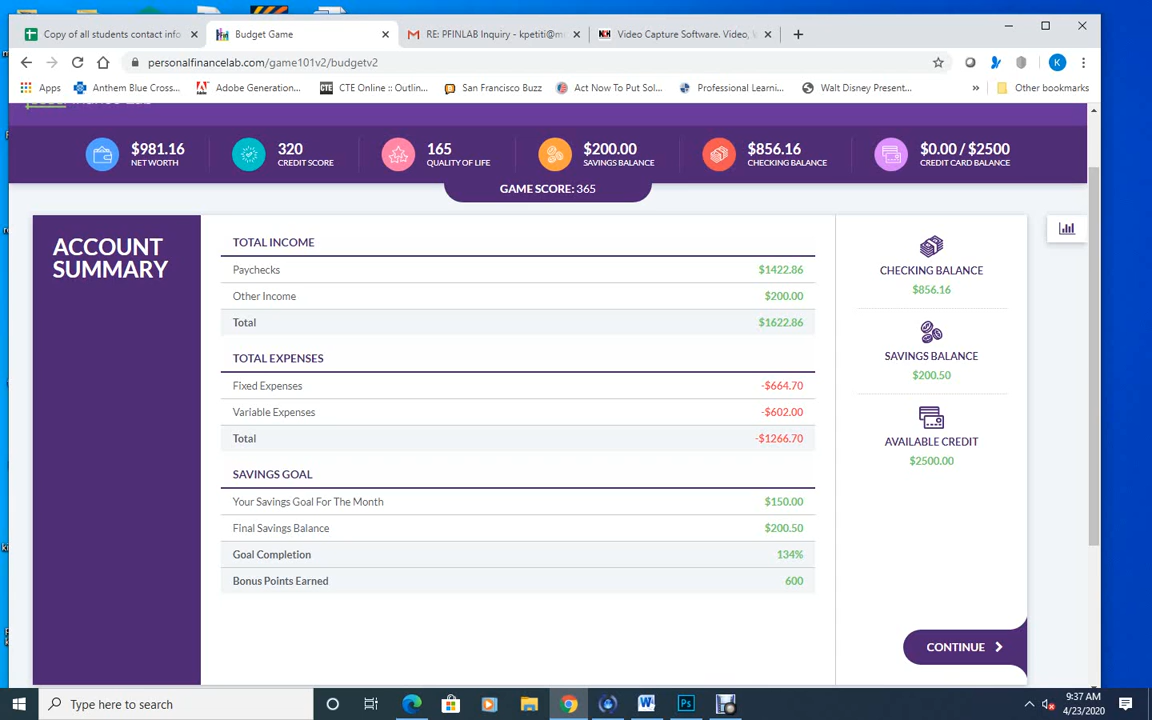 Copy of all students contact info
Budget Game
RE: PFINLAB Inquiry - kpetiti@m
Video Capture Software. Video, V
personalfinancelab.com/game101v2/budgetv2
Apps
Anthem Blue Cross...
Adobe Generation...
CTE Online :: Outlin...
San Francisco Buzz
Act Now To Put Sol...
Professional Learni...
Walt Disney Present...
»
Other bookmarks
K
$981.16
NET WORTH
320
CREDIT SCORE
165
QUALITY OF LIFE
$200.00
SAVINGS BALANCE
$856.16
CHECKING BALANCE
$0.00 / $2500
CREDIT CARD BALANCE
GAME SCORE: 365
ACCOUNT
SUMMARY
TOTAL INCOME
Paychecks $1422.86
Other Income $200.00
Total $1622.86
TOTAL EXPENSES
Fixed Expenses -$664.70
Variable Expenses -$602.00
Total -$1266.70
SAVINGS GOAL
Your Savings Goal For The Month $150.00
Final Savings Balance $200.50
Goal Completion 134%
Bonus Points Earned 600
CHECKING BALANCE
$856.16
SAVINGS BALANCE
$200.50
AVAILABLE CREDIT
$2500.00
CONTINUE
Type here to search
9:37 AM
4/23/2020